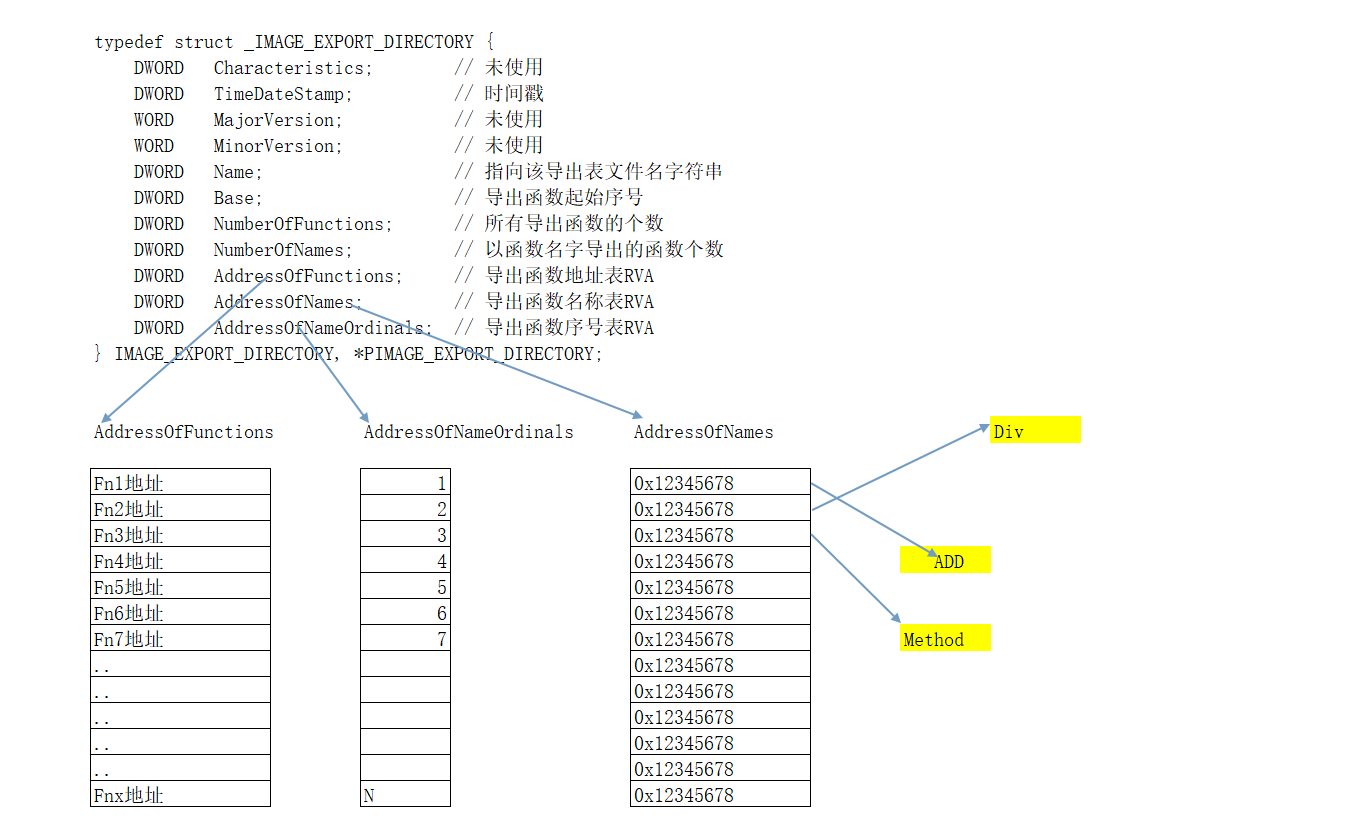 typedef struct _IMAGE_EXPORT_DIRECTORY {
    DWORD   Characteristics;        // 未使用
    DWORD   TimeDateStamp;          // 时间戳
    WORD    MajorVersion;           // 未使用
    WORD    MinorVersion;           // 未使用
    DWORD   Name;                   // 指向该导出表文件名字符串
    DWORD   Base;                   // 导出函数起始序号
    DWORD   NumberOfFunctions;      // 所有导出函数的个数
    DWORD   NumberOfNames;          // 以函数名字导出的函数个数
    DWORD   AddressOfFunctions;     // 导出函数地址表RVA
    DWORD   AddressOfNames;         // 导出函数名称表RVA
    DWORD   AddressOfNameOrdinals;  // 导出函数序号表RVA
} IMAGE_EXPORT_DIRECTORY, *PIMAGE_EXPORT_DIRECTORY;
AddressOfFunctions AddressOfNameOrdinals AddressOfNames Div
Fn1地址 1 0x12345678
Fn2地址 2 0x12345678
Fn3地址 3 0x12345678
Fn4地址 4 0x12345678 ADD
Fn5地址 5 0x12345678
Fn6地址 6 0x12345678
Fn7地址 7 0x12345678 Method
.. 0x12345678
.. 0x12345678
.. 0x12345678
.. 0x12345678
.. 0x12345678
Fnx地址 N 0x12345678